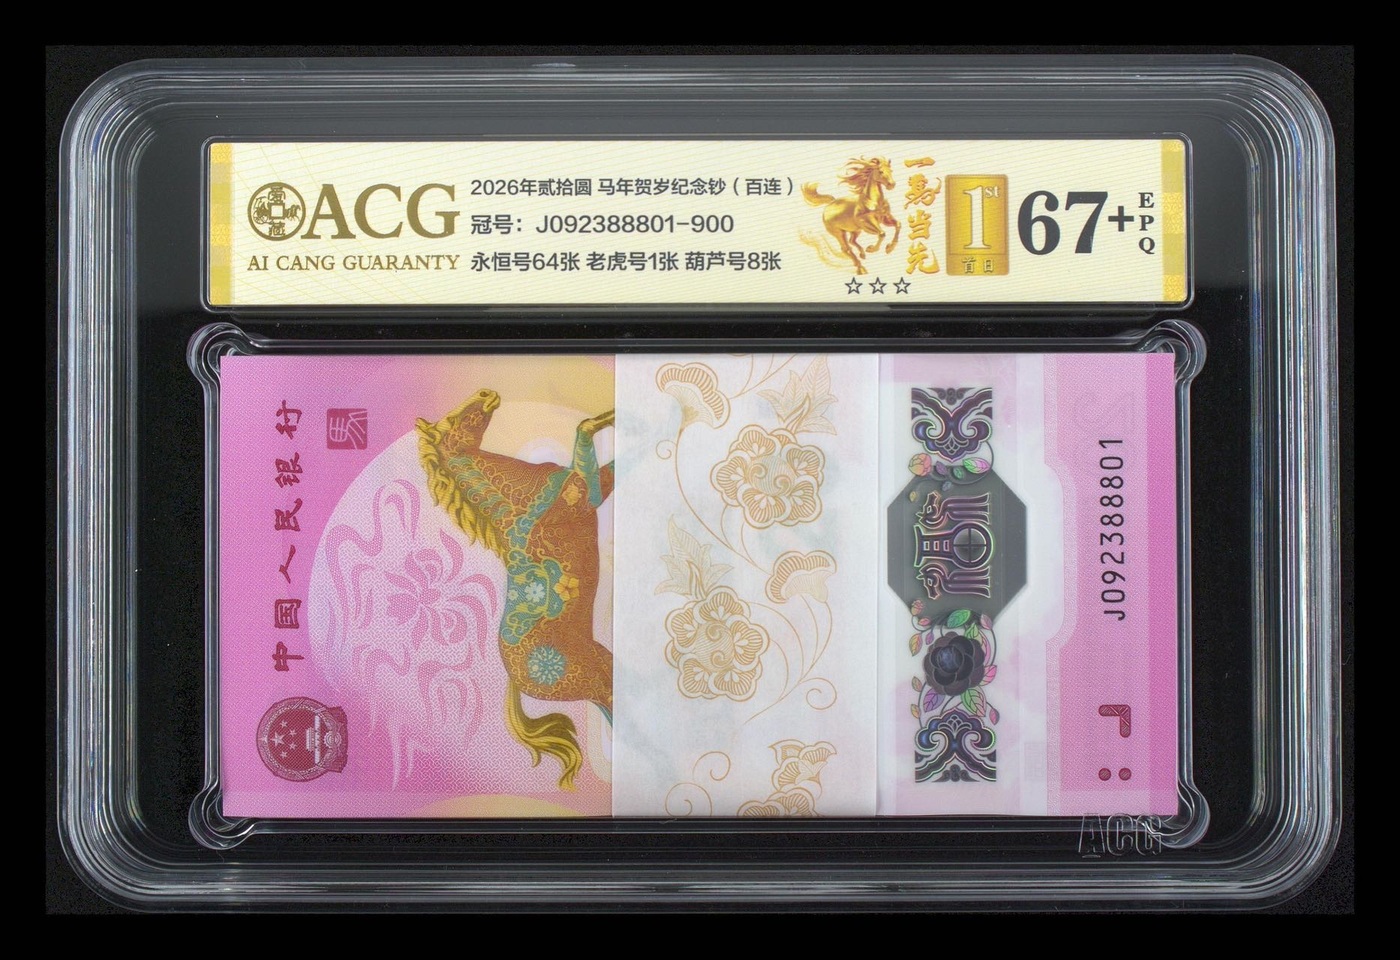 ACG
AI CANG GUARANTY
2026年贰拾圆 马年贺岁纪念钞（百连）
冠号：J092388801-900
永恒号64张 老虎号1张 葫芦号8张
一馬当先
☆☆☆
1st
首日
67+
EPQ
中国人民银行
馬
福
J092388801
ACG